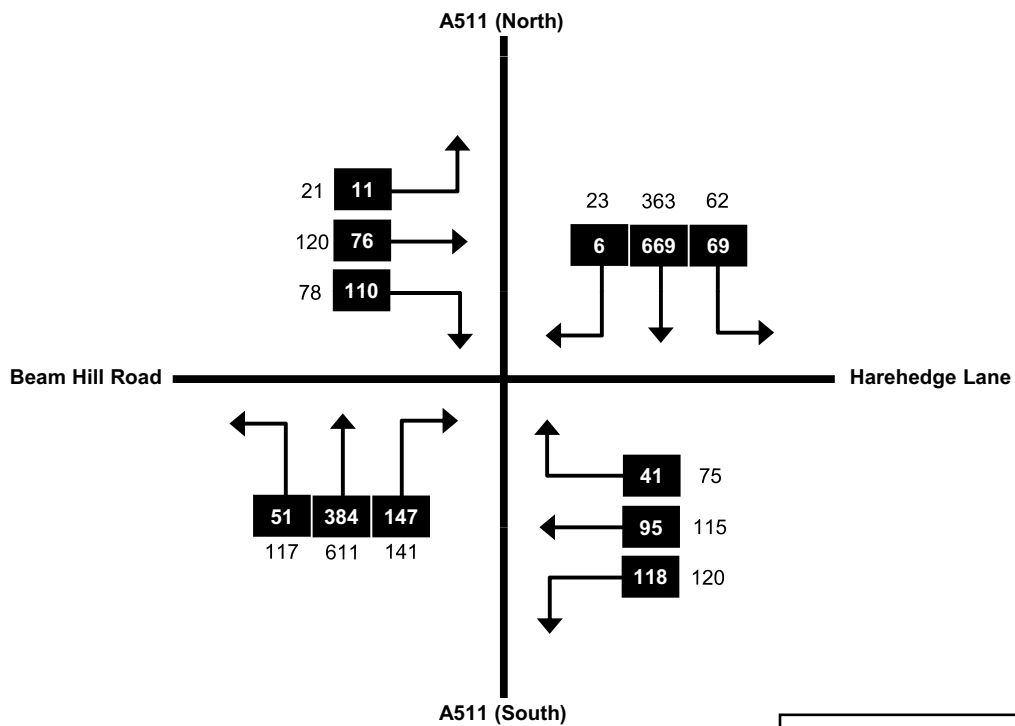 A511 (North)
21 11
120 76
78 110
23 363 62
6 669 69
Beam Hill Road
Harehedge Lane
51 384 147
117 611 141
41 75
95 115
118 120
A511 (South)